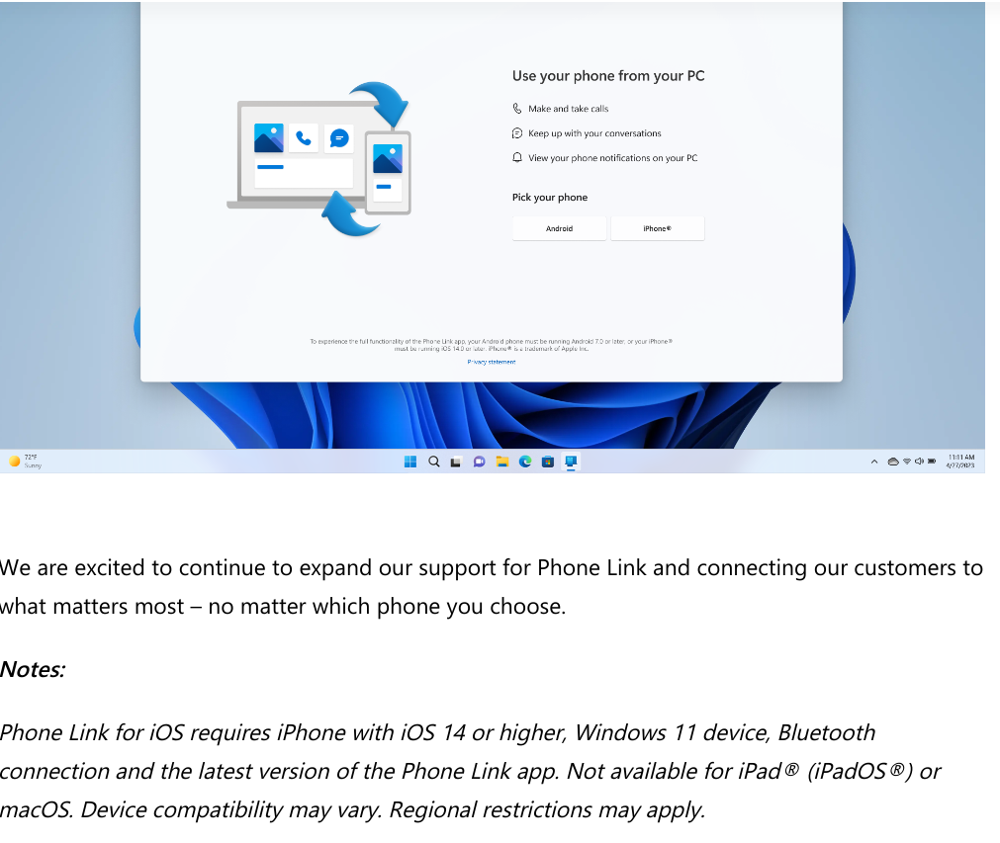 Use your phone from your PC
Make and take calls
Keep up with your conversations
View your phone notifications on your PC
Pick your phone
Android
iPhone®
To experience the full functionality of the Phone Link app, your Android phone must be running Android 7.0 or later, or your iPhone®
must be running iOS 14.0 or later. iPhone® is a trademark of Apple Inc.
Privacy statement
72°F
Sunny
11:11 AM
4/27/2023
We are excited to continue to expand our support for Phone Link and connecting our customers to
what matters most – no matter which phone you choose.
Notes:
Phone Link for iOS requires iPhone with iOS 14 or higher, Windows 11 device, Bluetooth
connection and the latest version of the Phone Link app. Not available for iPad® (iPadOS®) or
macOS. Device compatibility may vary. Regional restrictions may apply.